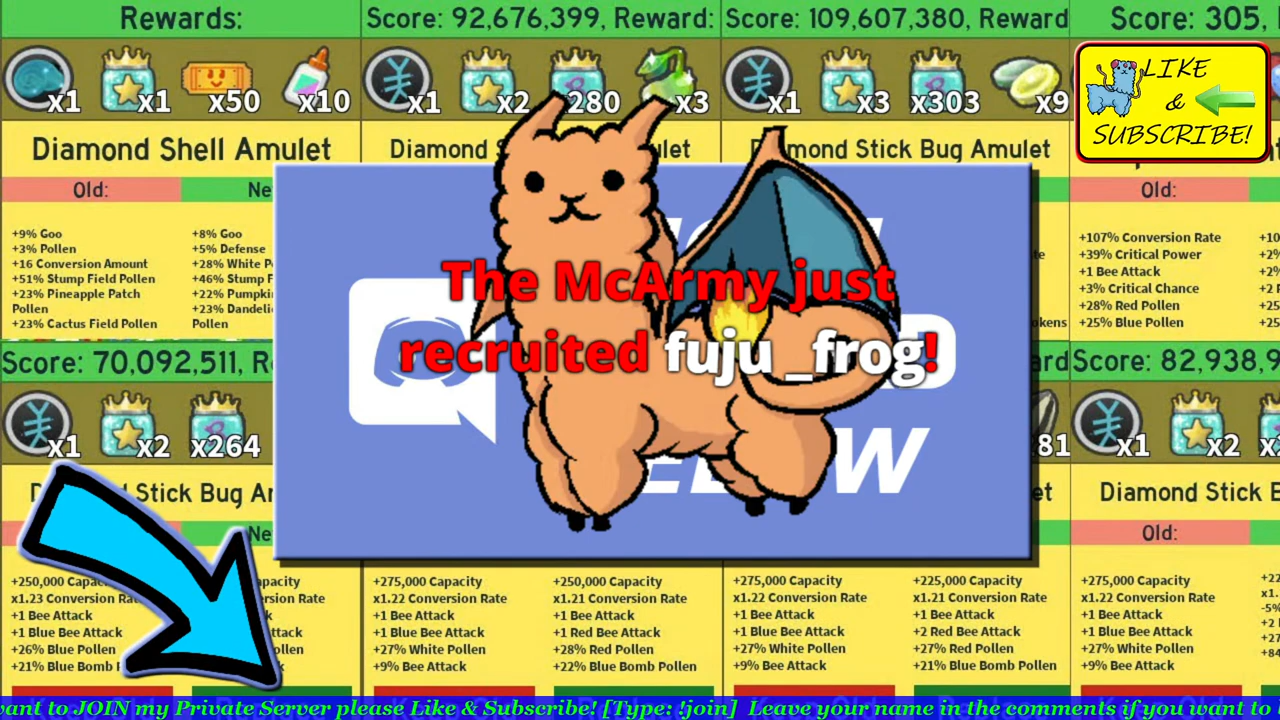 Rewards:
x1 x1 x50 x10
Diamond Shell Amulet
Old:
+9% Goo
+3% Pollen
+16 Conversion Amount
+51% Stump Field Pollen
+23% Pineapple Patch
Pollen
+23% Cactus Field Pollen
+8% Goo
+5% Defense
+28% White
+46% Stump
+22%
+23%
Pollen
Score: 92,676,399, Reward:
x1 x2 280 x3
Diamond
Score: 109,607,380, Reward
x1 x3 x303 x9
Stick Bug Amulet
Score: 305,
LIKE
&
SUBSCRIBE!
Old:
+107% Conversion Rate
+39% Critical Power
+1 Bee Attack
+3% Critical Chance
+28% Red Pollen
+25% Blue Pollen
The McArmy just
recruited fuju _frog!
Score: 70,092,511,
x1 x2 x264
Stick Bug
+250,000
x1.23 Conversion
+1 Bee Attack
+1 Blue Bee Attack
+26% Blue Pollen
+21% Blue Bomb
+275,000 Capacity
x1.22 Conversion Rate
+1 Bee Attack
+1 Blue Bee Attack
+27% White Pollen
+9% Bee Attack
+250,000 Capacity
x1.21 Conversion Rate
+1 Bee Attack
+1 Red Bee Attack
+28% Red Pollen
+22% Blue Bomb Pollen
+275,000 Capacity
x1.22 Conversion Rate
+1 Bee Attack
+1 Blue Bee Attack
+27% White Pollen
+9% Bee Attack
+225,000 Capacity
x1.21 Conversion Rate
+1 Bee Attack
+2 Red Bee Attack
+27% Red Pollen
+21% Blue Bomb Pollen
Score: 82,938,9
x1 x2
Diamond Stick
Old:
+275,000 Capacity
x1.22 Conversion Rate
+1 Bee Attack
+1 Blue Bee Attack
+27% White Pollen
+9% Bee Attack
want to JOIN my Private Server please Like & Subscribe! [Type: !join] Leave your name in the comments if you want to